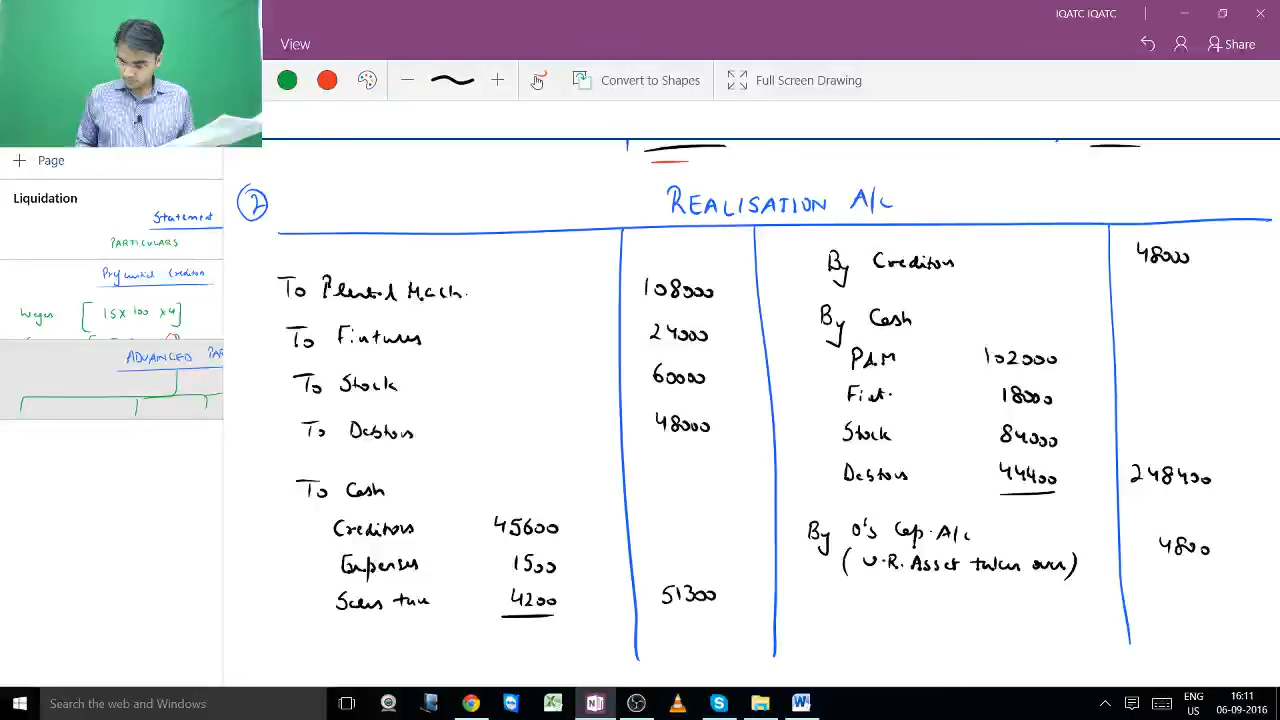 IQATC IQATC
View
Share
Convert to Shapes
Full Screen Drawing
Page
Liquidation
Statement
PARTICULARS
Wages [15 x 100 x 4]
ADVANCED PAR
2
REALISATION A/C
By Creditors 48000
To Plant & Mach. 108000
By Cash
To Fixtures 24000
P&M 102000
To Stock 60000
Fixt. 18000
To Debtors 48000
Stock 84000
Debtors 44400 248400
To Cash
Creditors 45600
By O's Cap. A/c 4800
Expenses 1500
(U.R. Asset taken over)
Sales tax 4200 51300
Search the web and Windows
ENG
US
16:11
06-09-2016